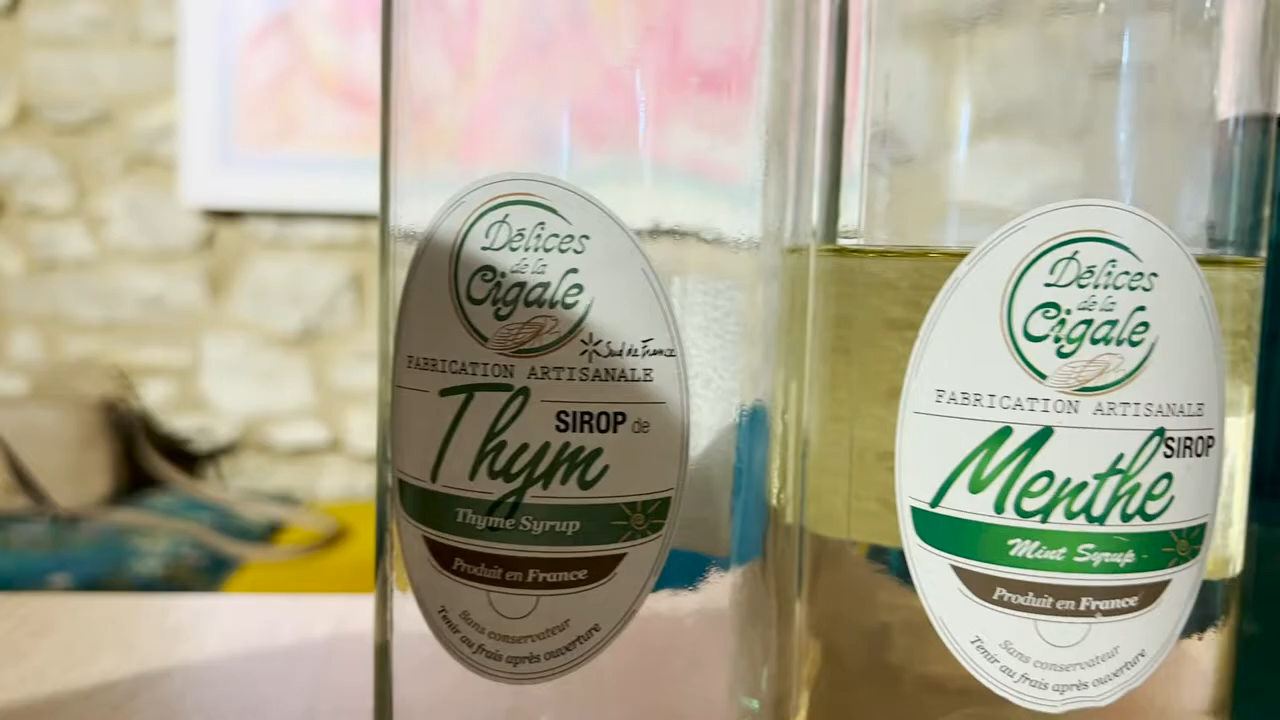 Délices
de la
Cigale
Sud de France
FABRICATION ARTISANALE
SIROP de
Thym
Thyme Syrup
Produit en France
Sans conservateur
Tenir au frais après ouverture
Délices
de la
Cigale
FABRICATION ARTISANALE
SIROP
Menthe
Mint Syrup
Produit en France
Sans conservateur
Tenir au frais après ouverture